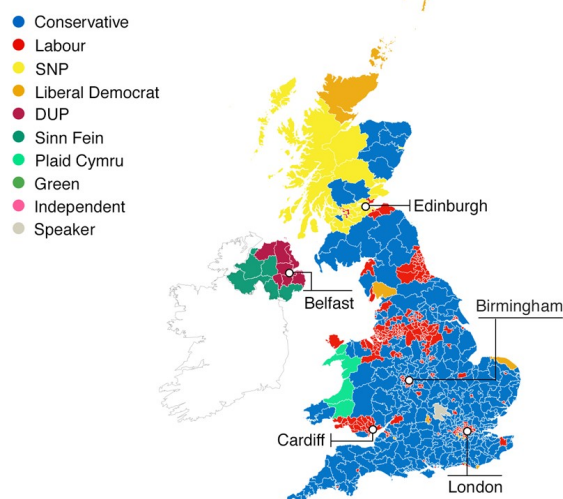 Conservative
Labour
SNP
Liberal Democrat
DUP
Sinn Fein
Plaid Cymru
Green
Independent
Speaker
Edinburgh
Belfast
Birmingham
Cardiff
London